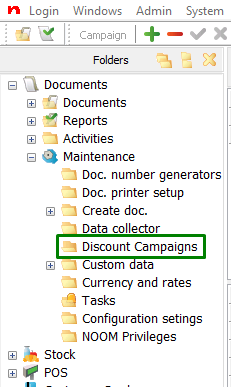 Login Windows Admin System
Campaign
Folders
Documents
Documents
Reports
Activities
Maintenance
Doc. number generators
Doc. printer setup
Create doc.
Data collector
Discount Campaigns
Custom data
Currency and rates
Tasks
Configuration setings
NOOM Privileges
Stock
POS